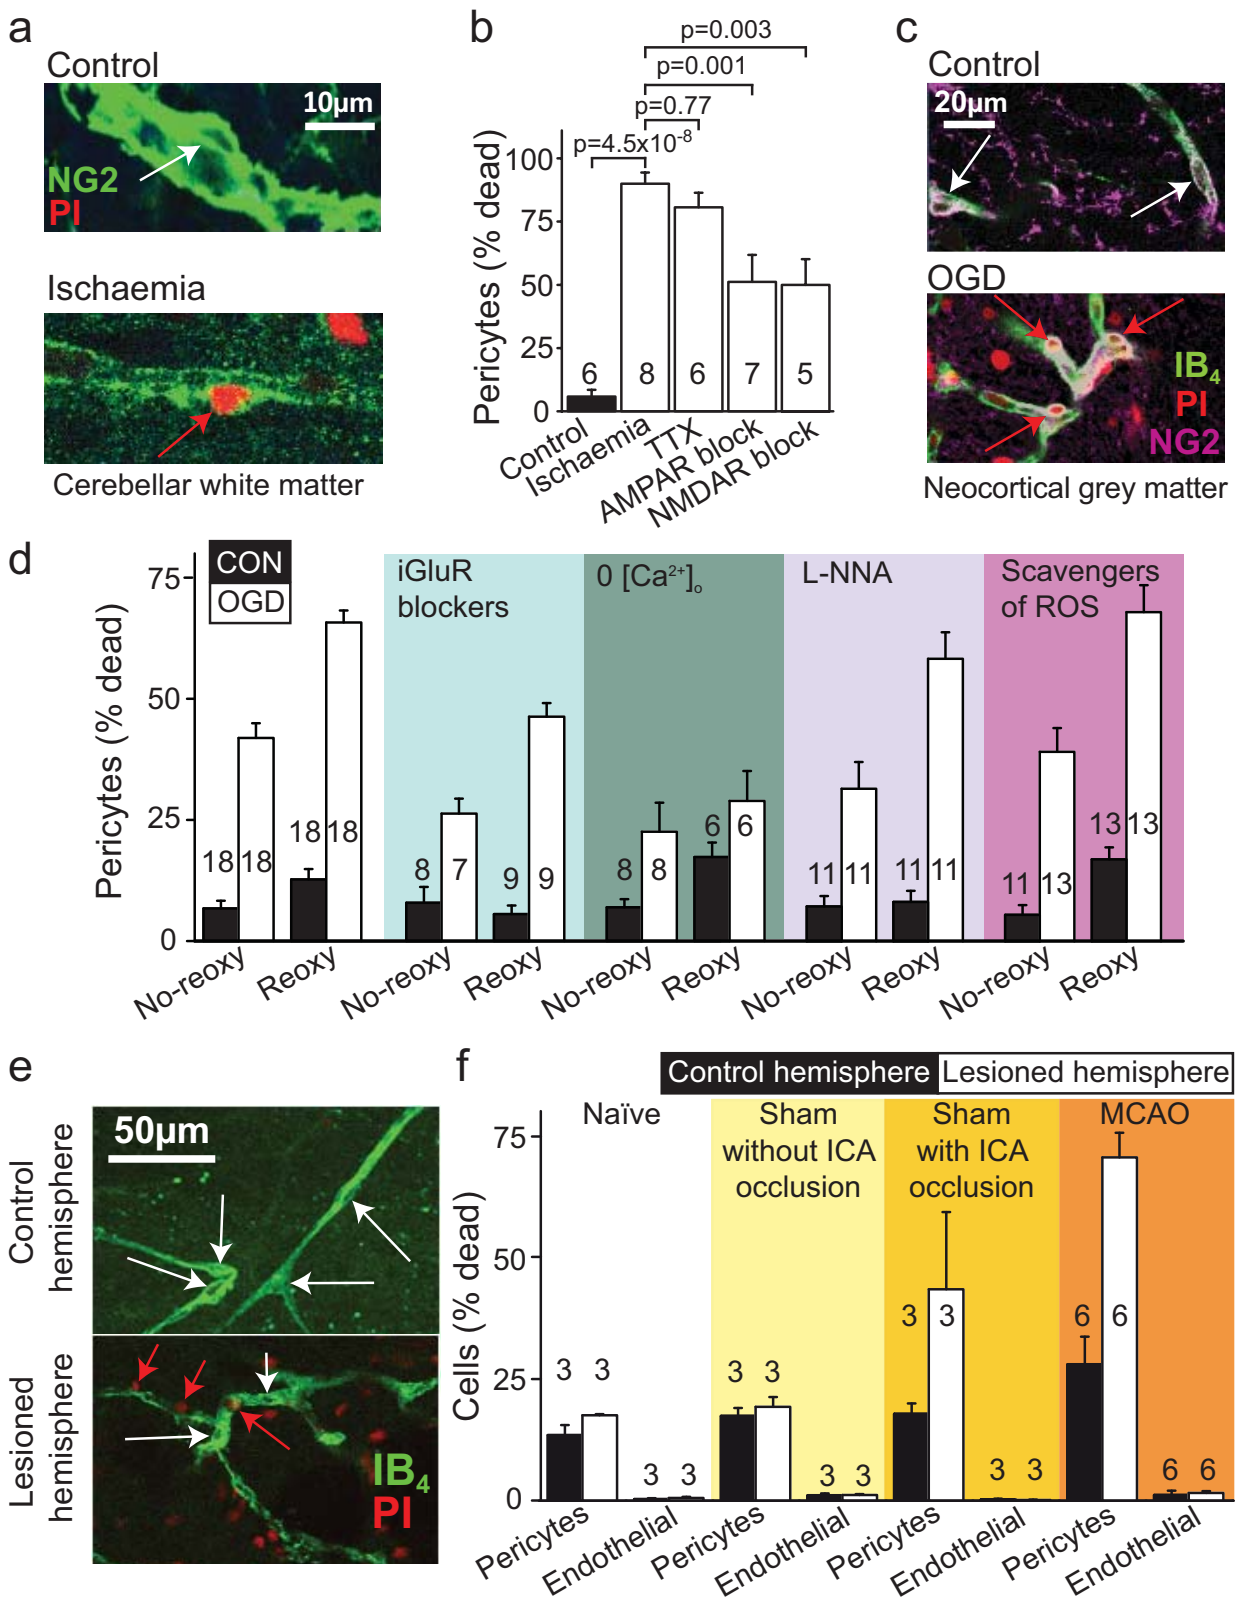 a
Control
10µm
NG2
PI
Ischaemia
Cerebellar white matter
b
p=0.003
p=0.001
p=0.77
p=4.5x10⁻⁸
Pericytes (% dead)
100
75
50
25
0
6
8
6
7
5
Control
Ischaemia
TTX
AMPAR block
NMDAR block
c
Control
20µm
OGD
IB₄
PI
NG2
Neocortical grey matter
d
CON
OGD
iGluR
blockers
0 [Ca²⁺]ₒ
L-NNA
Scavengers
of ROS
Pericytes (% dead)
75
50
25
0
18 18 18 18
8 7 9 9
8 8 6 6
11 11 11 11
11 13 13 13
No-reoxy Reoxy No-reoxy Reoxy No-reoxy Reoxy No-reoxy Reoxy No-reoxy Reoxy
e
Control
hemisphere
50µm
Lesioned
hemisphere
IB₄
PI
f
Control hemisphere Lesioned hemisphere
Naïve
Sham
without ICA
occlusion
Sham
with ICA
occlusion
MCAO
Cells (% dead)
75
50
25
0
3 3 3 3
3 3 3 3
3 3 3 3
6 6 6 6
Pericytes Endothelial Pericytes Endothelial Pericytes Endothelial Pericytes Endothelial